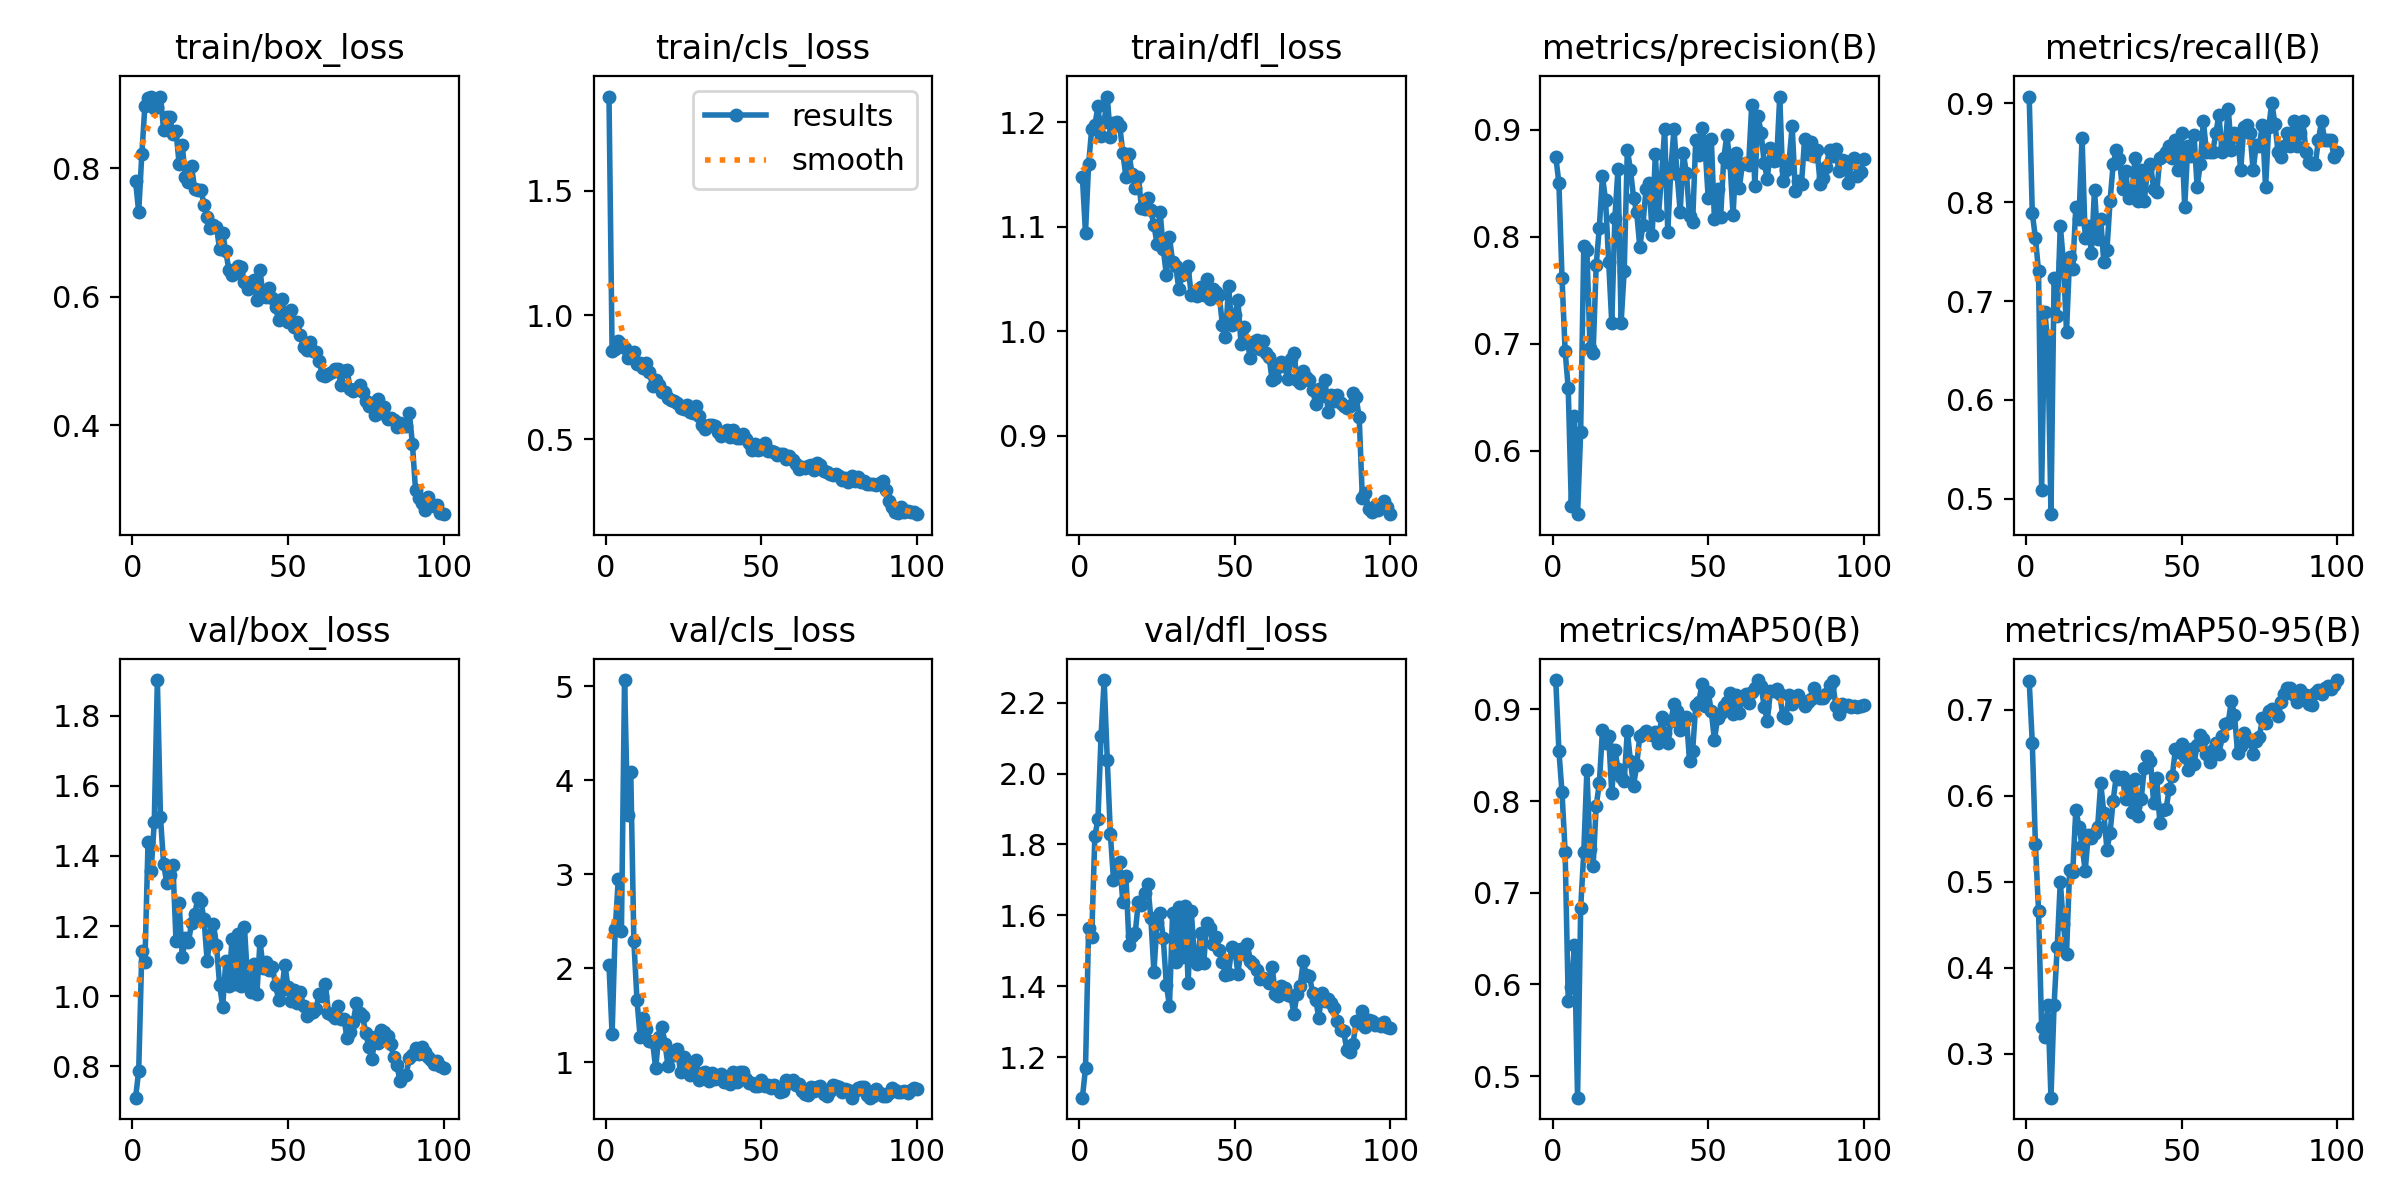 train/box_loss
train/cls_loss
train/dfl_loss
metrics/precision(B)
metrics/recall(B)
results
smooth
0.8
0.6
0.4
0 50 100
1.5
1.0
0.5
0 50 100
1.2
1.1
1.0
0.9
0 50 100
0.9
0.8
0.7
0.6
0 50 100
0.9
0.8
0.7
0.6
0.5
0 50 100
val/box_loss
val/cls_loss
val/dfl_loss
metrics/mAP50(B)
metrics/mAP50-95(B)
1.8
1.6
1.4
1.2
1.0
0.8
0 50 100
5
4
3
2
1
0 50 100
2.2
2.0
1.8
1.6
1.4
1.2
0 50 100
0.9
0.8
0.7
0.6
0.5
0 50 100
0.7
0.6
0.5
0.4
0.3
0 50 100